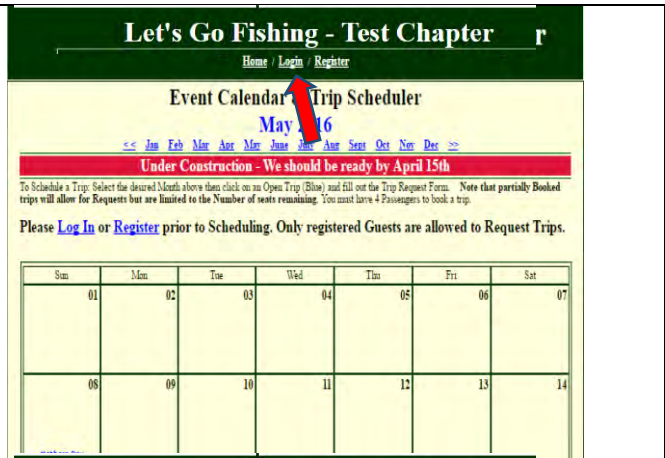 Let's Go Fishing - Test Chapter r
Home / Login / Register
Event Calendar Trip Scheduler
May 16
<< Jan Feb Mar Apr May June July Aug Sept Oct Nov Dec >>
Under Construction - We should be ready by April 15th
To Schedule a Trip: Select the desired Month above then click on an Open Trip (Blue) and fill out the Trip Request Form. Note that partially Booked
trips will allow for Requests but are limited to the Number of seats remaining. You must have 4 Passengers to book a trip.
Please Log In or Register prior to Scheduling. Only registered Guests are allowed to Request Trips.
Sun Mon Tue Wed Thu Fri Sat
01 02 03 04 05 06 07
08 09 10 11 12 13 14